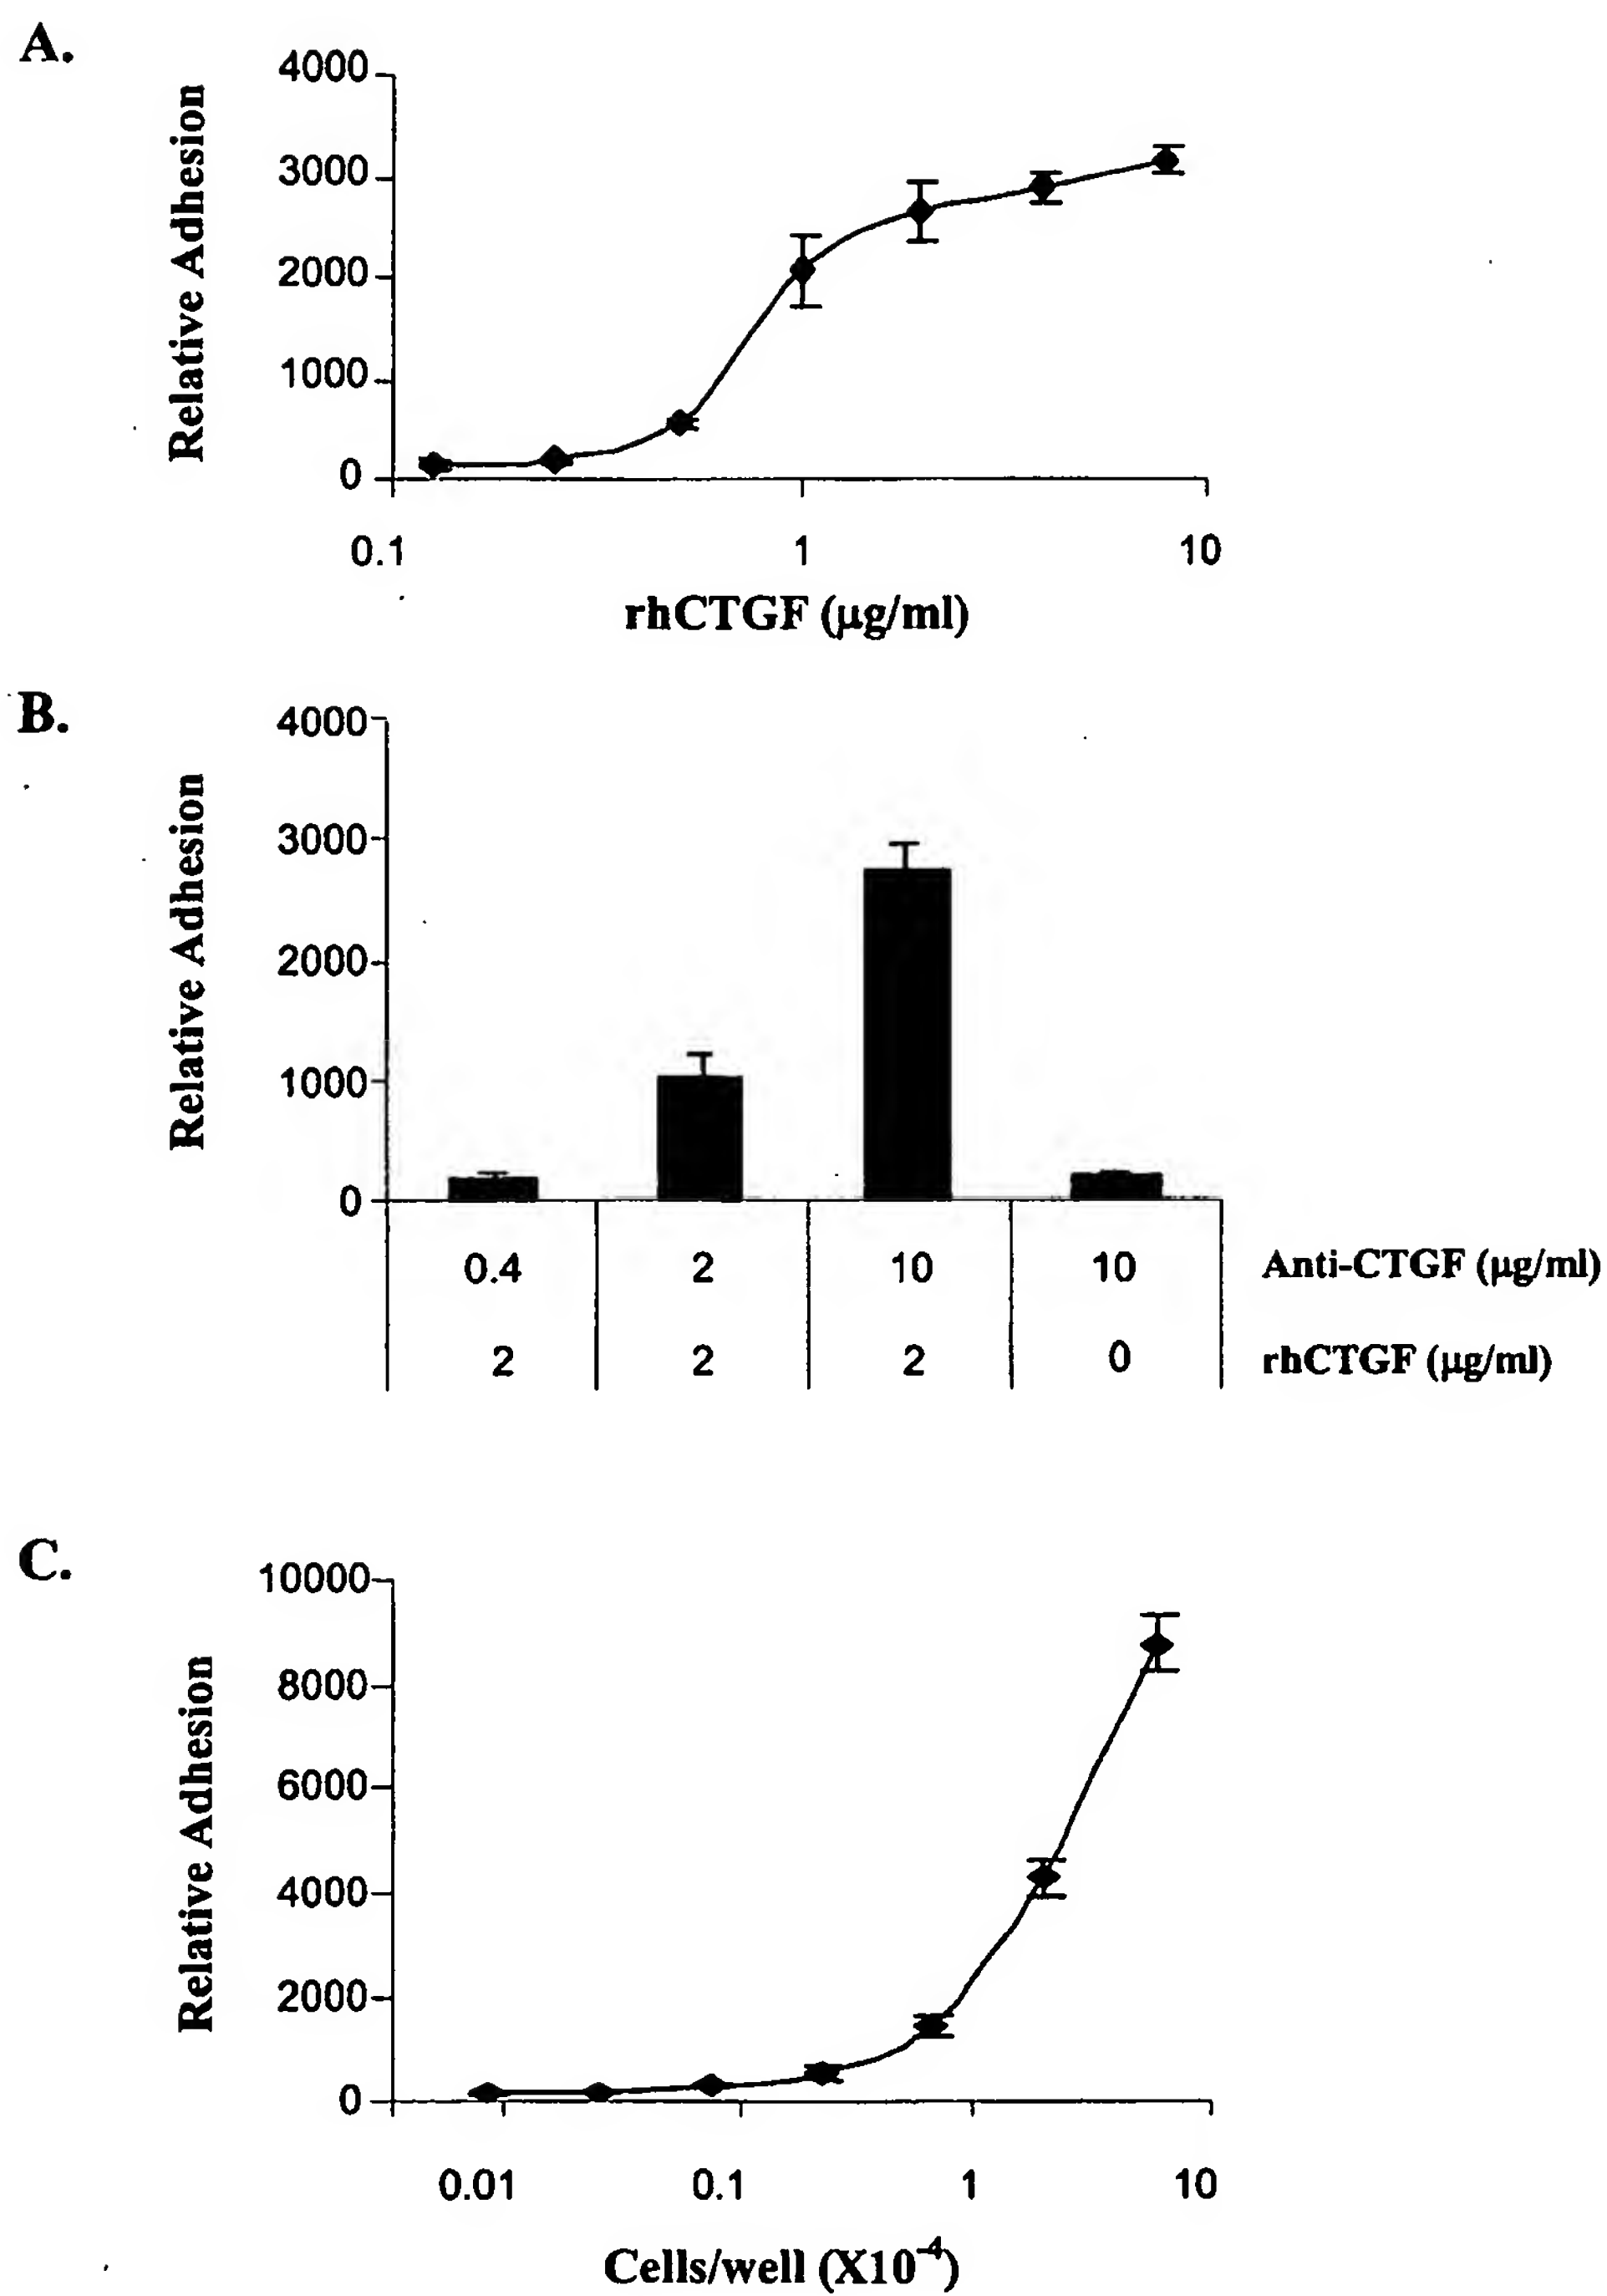 A.
Relative Adhesion
4000
3000
2000
1000
0
0.1 1 10
rhCTGF (μg/ml)
B.
Relative Adhesion
4000
3000
2000
1000
0
0.4 2 10 10 Anti-CTGF (μg/ml)
2 2 2 0 rhCTGF (μg/ml)
C.
Relative Adhesion
10000
8000
6000
4000
2000
0
0.01 0.1 1 10
Cells/well (X10⁻⁴)